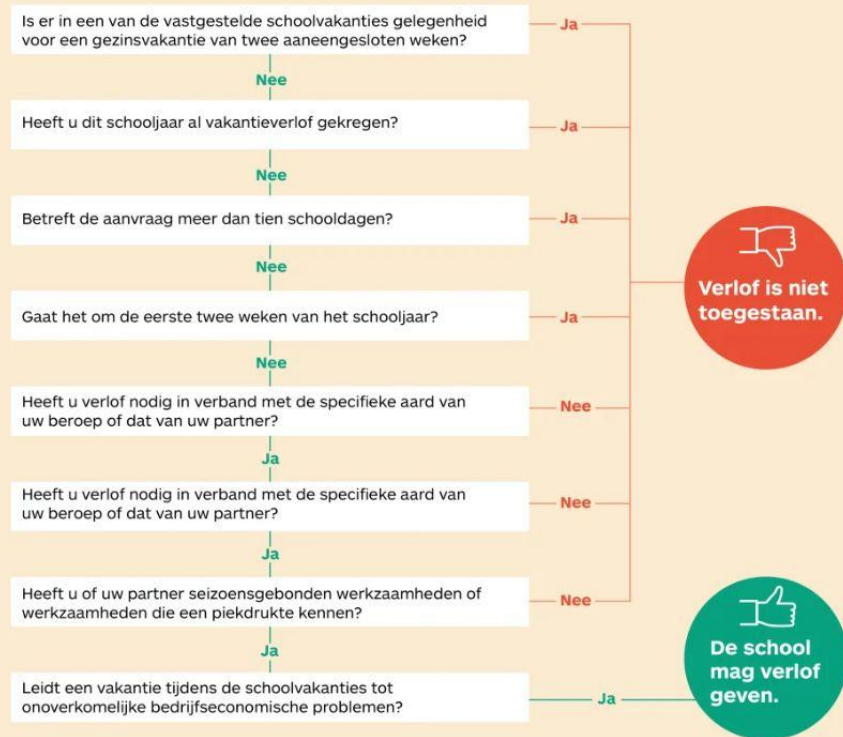 Is er in een van de vastgestelde schoolvakanties gelegenheid
voor een gezinsvakantie van twee aaneengesloten weken?
Ja
Nee
Heeft u dit schooljaar al vakantieverlof gekregen?
Ja
Nee
Betreft de aanvraag meer dan tien schooldagen?
Ja
Nee
Gaat het om de eerste twee weken van het schooljaar?
Ja
Verlof is niet
toegestaan.
Nee
Heeft u verlof nodig in verband met de specifieke aard van
uw beroep of dat van uw partner?
Nee
Ja
Heeft u verlof nodig in verband met de specifieke aard van
uw beroep of dat van uw partner?
Nee
Ja
Heeft u of uw partner seizoensgebonden werkzaamheden of
werkzaamheden die een piekdrukte kennen?
Nee
Ja
Leidt een vakantie tijdens de schoolvakanties tot
onoverkomelijke bedrijfseconomische problemen?
Ja
De school
mag verlof
geven.